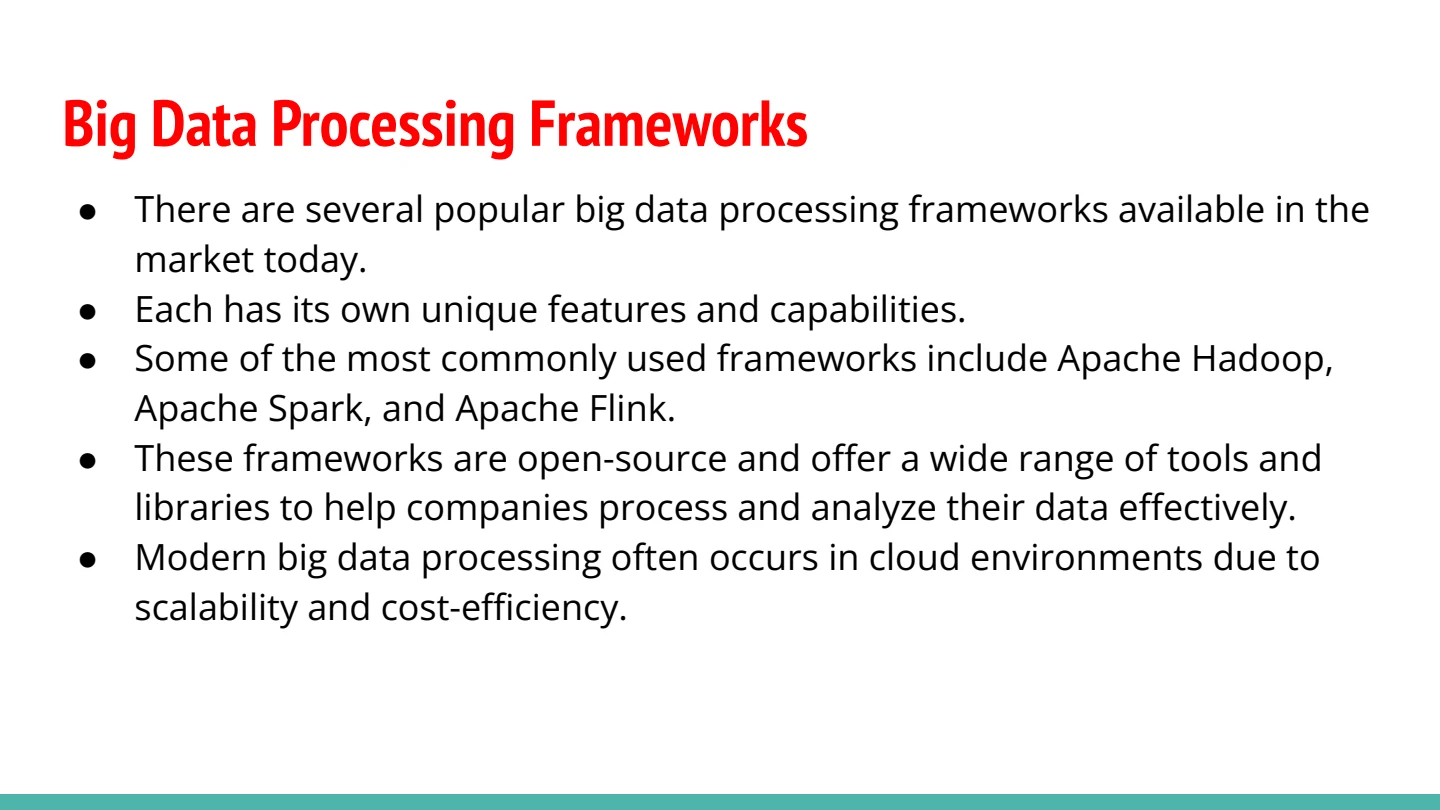 Big Data Processing Frameworks
● There are several popular big data processing frameworks available in the
market today.
● Each has its own unique features and capabilities.
● Some of the most commonly used frameworks include Apache Hadoop,
Apache Spark, and Apache Flink.
● These frameworks are open-source and offer a wide range of tools and
libraries to help companies process and analyze their data effectively.
● Modern big data processing often occurs in cloud environments due to
scalability and cost-efficiency.